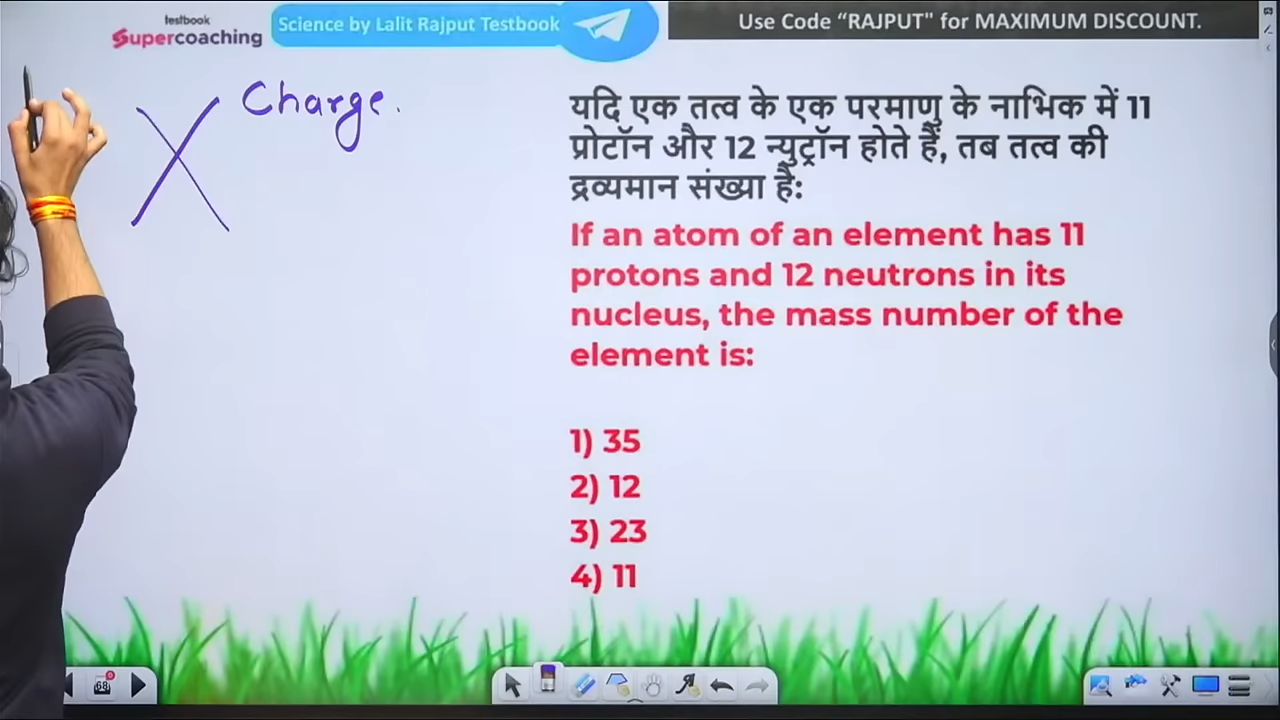 testbook
Supercoaching
Science by Lalit Rajput Testbook
Use Code “RAJPUT" for MAXIMUM DISCOUNT.
X Charge.
यदि एक तत्व के एक परमाणु के नाभिक में 11
प्रोटॉन और 12 न्युट्रॉन होते हैं, तब तत्व की
द्रव्यमान संख्या है:
If an atom of an element has 11
protons and 12 neutrons in its
nucleus, the mass number of the
element is:
1) 35
2) 12
3) 23
4) 11
68